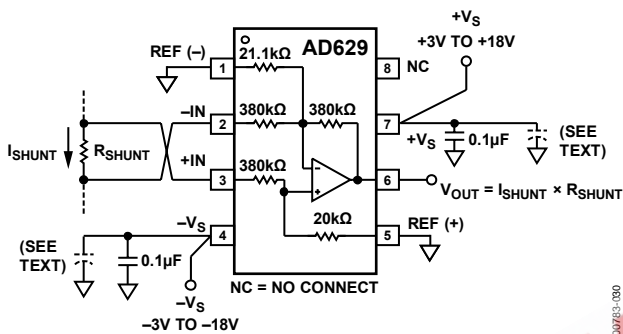 +VS
+3V TO +18V
REF (–)
21.1kΩ
AD629
1
8
NC
–IN
380kΩ
380kΩ
2
7
+VS
0.1µF
(SEE
TEXT)
ISHUNT
RSHUNT
+IN
380kΩ
3
–
+
6
VOUT = ISHUNT × RSHUNT
–VS
20kΩ
REF (+)
4
5
(SEE
TEXT)
0.1µF
–VS
–3V TO –18V
NC = NO CONNECT
00783-030